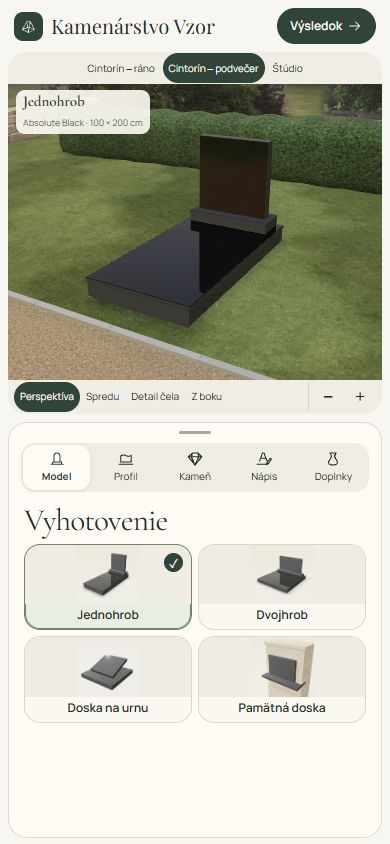 Kamenárstvo Vzor
Výsledok →
Cintorín – ráno
Cintorín – podvečer
Štúdio
Jednohrob
Absolute Black · 100 × 200 cm
Perspektíva
Spredu
Detail čela
Z boku
− +
Model
Profil
Kameň
Nápis
Doplnky
Vyhotovenie
Jednohrob
Dvojhrob
Doska na urnu
Pamätná doska